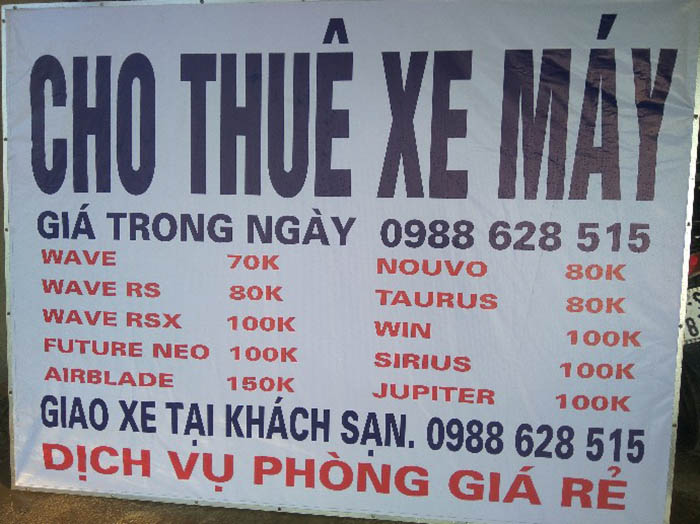 CHO THUÊ XE MÁY
GIÁ TRONG NGÀY 0988 628 515
WAVE 70K NOUVO 80K
WAVE RS 80K TAURUS 80K
WAVE RSX 100K WIN 100K
FUTURE NEO 100K SIRIUS 100K
AIRBLADE 150K JUPITER 100K
GIAO XE TẠI KHÁCH SẠN. 0988 628 515
DỊCH VỤ PHÒNG GIÁ RẺ